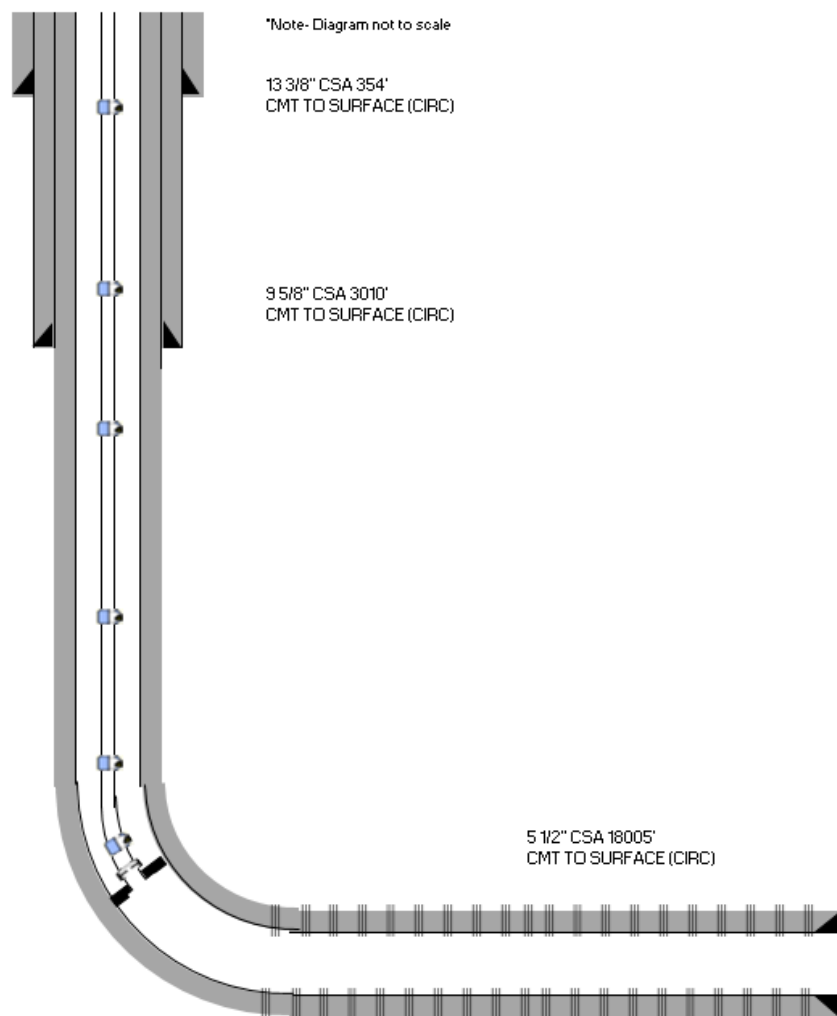 "Note- Diagram not to scale
13 3/8" CSA 354'
CMT TO SURFACE (CIRC)
9 5/8" CSA 3010'
CMT TO SURFACE (CIRC)
5 1/2" CSA 18005'
CMT TO SURFACE (CIRC)